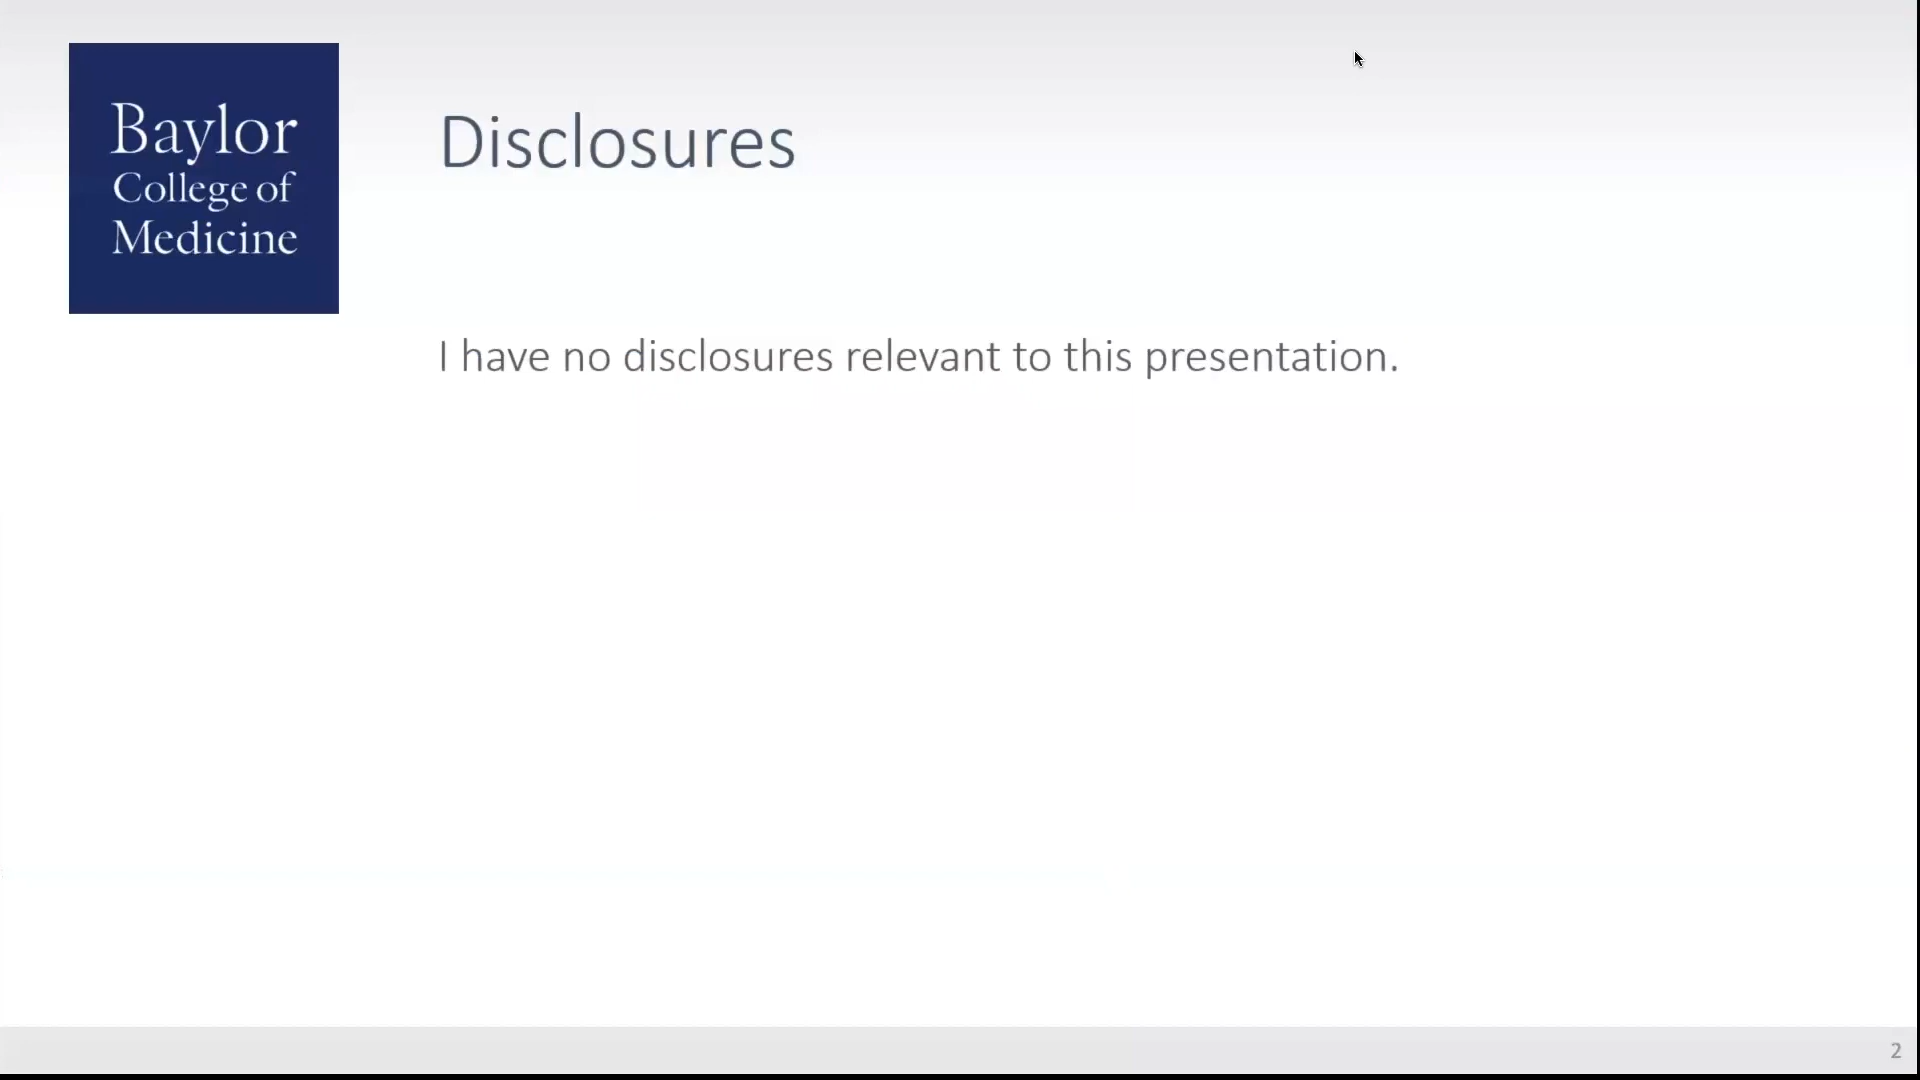 Baylor
College of
Medicine
Disclosures
I have no disclosures relevant to this presentation.
2